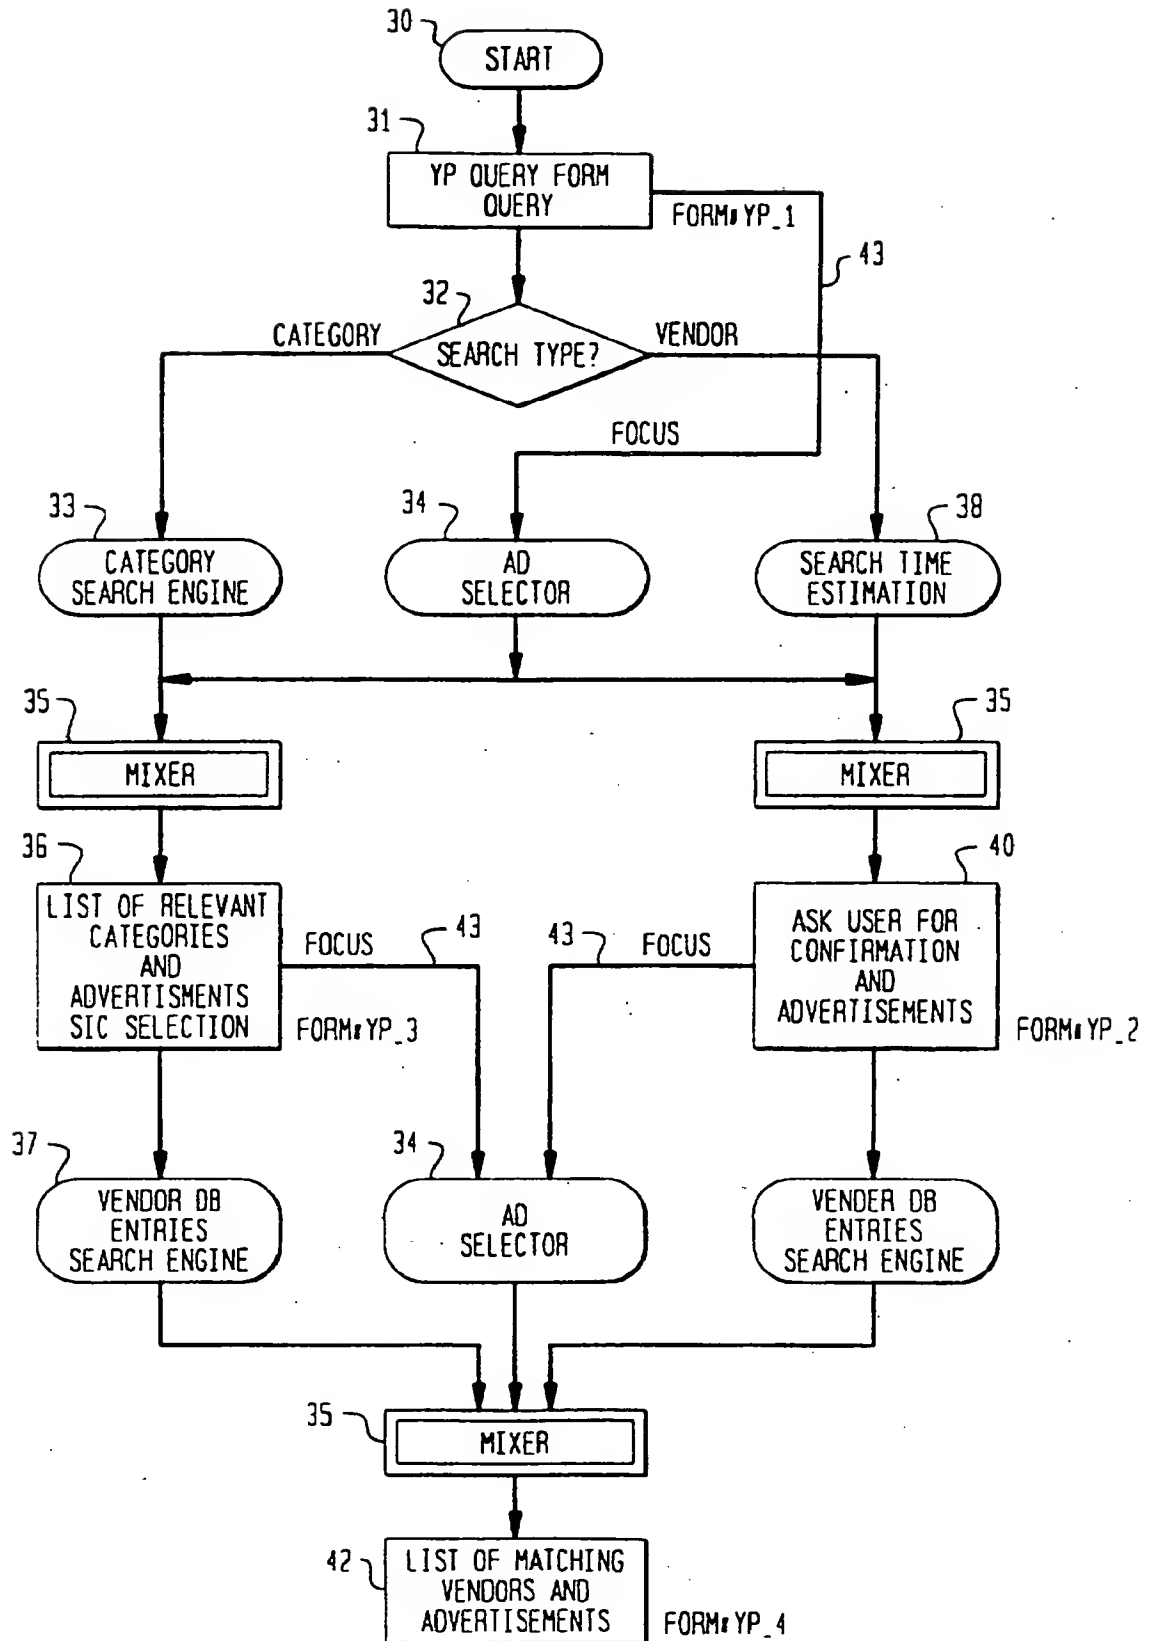 30
START
31
YP QUERY FORM
QUERY
FORM#YP_1
43
32
CATEGORY
SEARCH TYPE?
VENDOR
FOCUS
33
34
38
CATEGORY
SEARCH ENGINE
AD
SELECTOR
SEARCH TIME
ESTIMATION
35
35
MIXER
MIXER
36
40
LIST OF RELEVANT
CATEGORIES
AND
ADVERTISMENTS
SIC SELECTION
FOCUS
43
43
FOCUS
ASK USER FOR
CONFIRMATION
AND
ADVERTISEMENTS
FORM#YP_3
FORM#YP_2
37
34
VENDOR DB
ENTRIES
SEARCH ENGINE
AD
SELECTOR
VENDER DB
ENTRIES
SEARCH ENGINE
35
MIXER
42
LIST OF MATCHING
VENDORS AND
ADVERTISEMENTS
FORM#YP_4